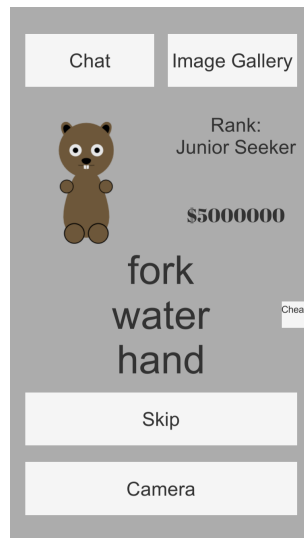 Chat
Image Gallery
Rank:
Junior Seeker
$5000000
fork
water
hand
Chea
Skip
Camera